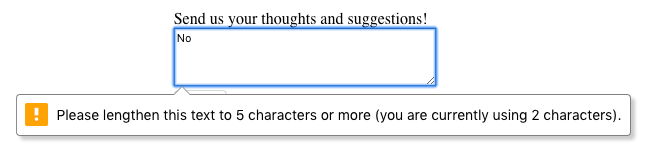 Send us your thoughts and suggestions!
No
Please lengthen this text to 5 characters or more (you are currently using 2 characters).